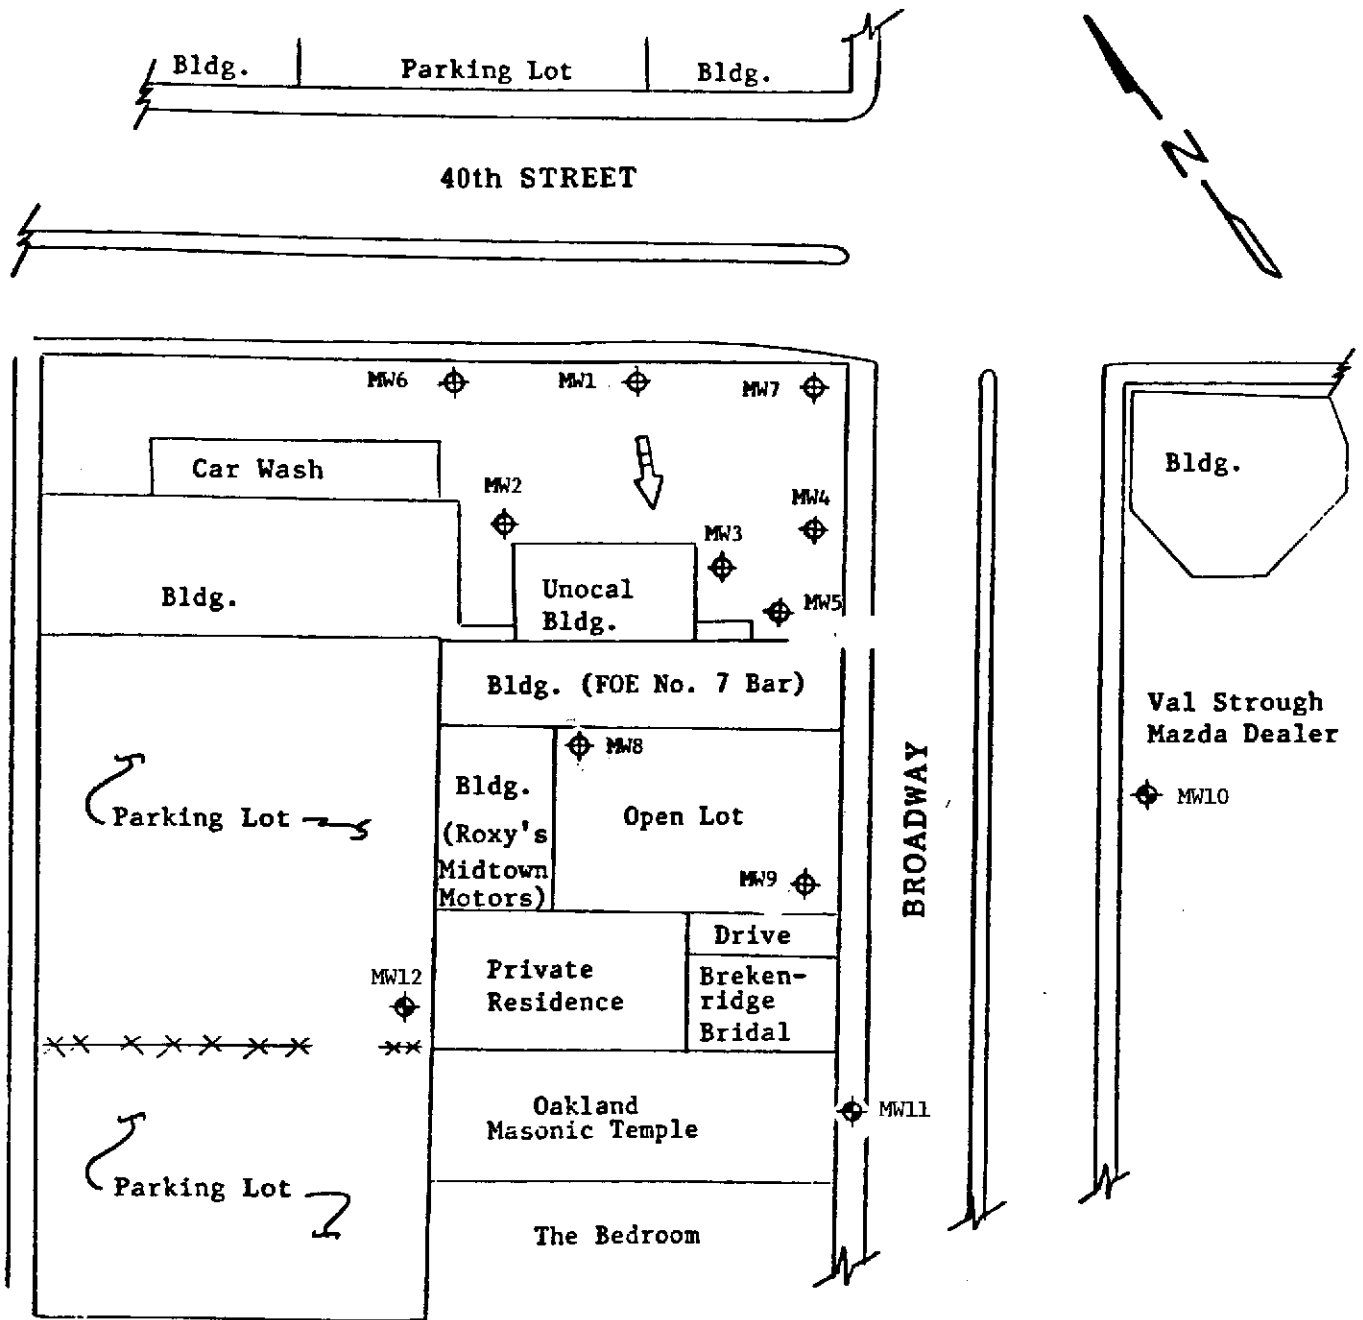 Bldg.
Parking Lot
Bldg.
N
40th STREET
MW6
MW1
MW7
Car Wash
Bldg.
MW2
MW4
MW3
Bldg.
Unocal
Bldg.
MW5
Bldg. (FOE No. 7 Bar)
Val Strough
Mazda Dealer
MW8
BROADWAY
Bldg.
(Roxy's
Midtown
Motors)
Parking Lot
Open Lot
MW10
MW9
Drive
MW12
Private
Residence
Breken-
ridge
Bridal
Oakland
Masonic Temple
MW11
Parking Lot
The Bedroom